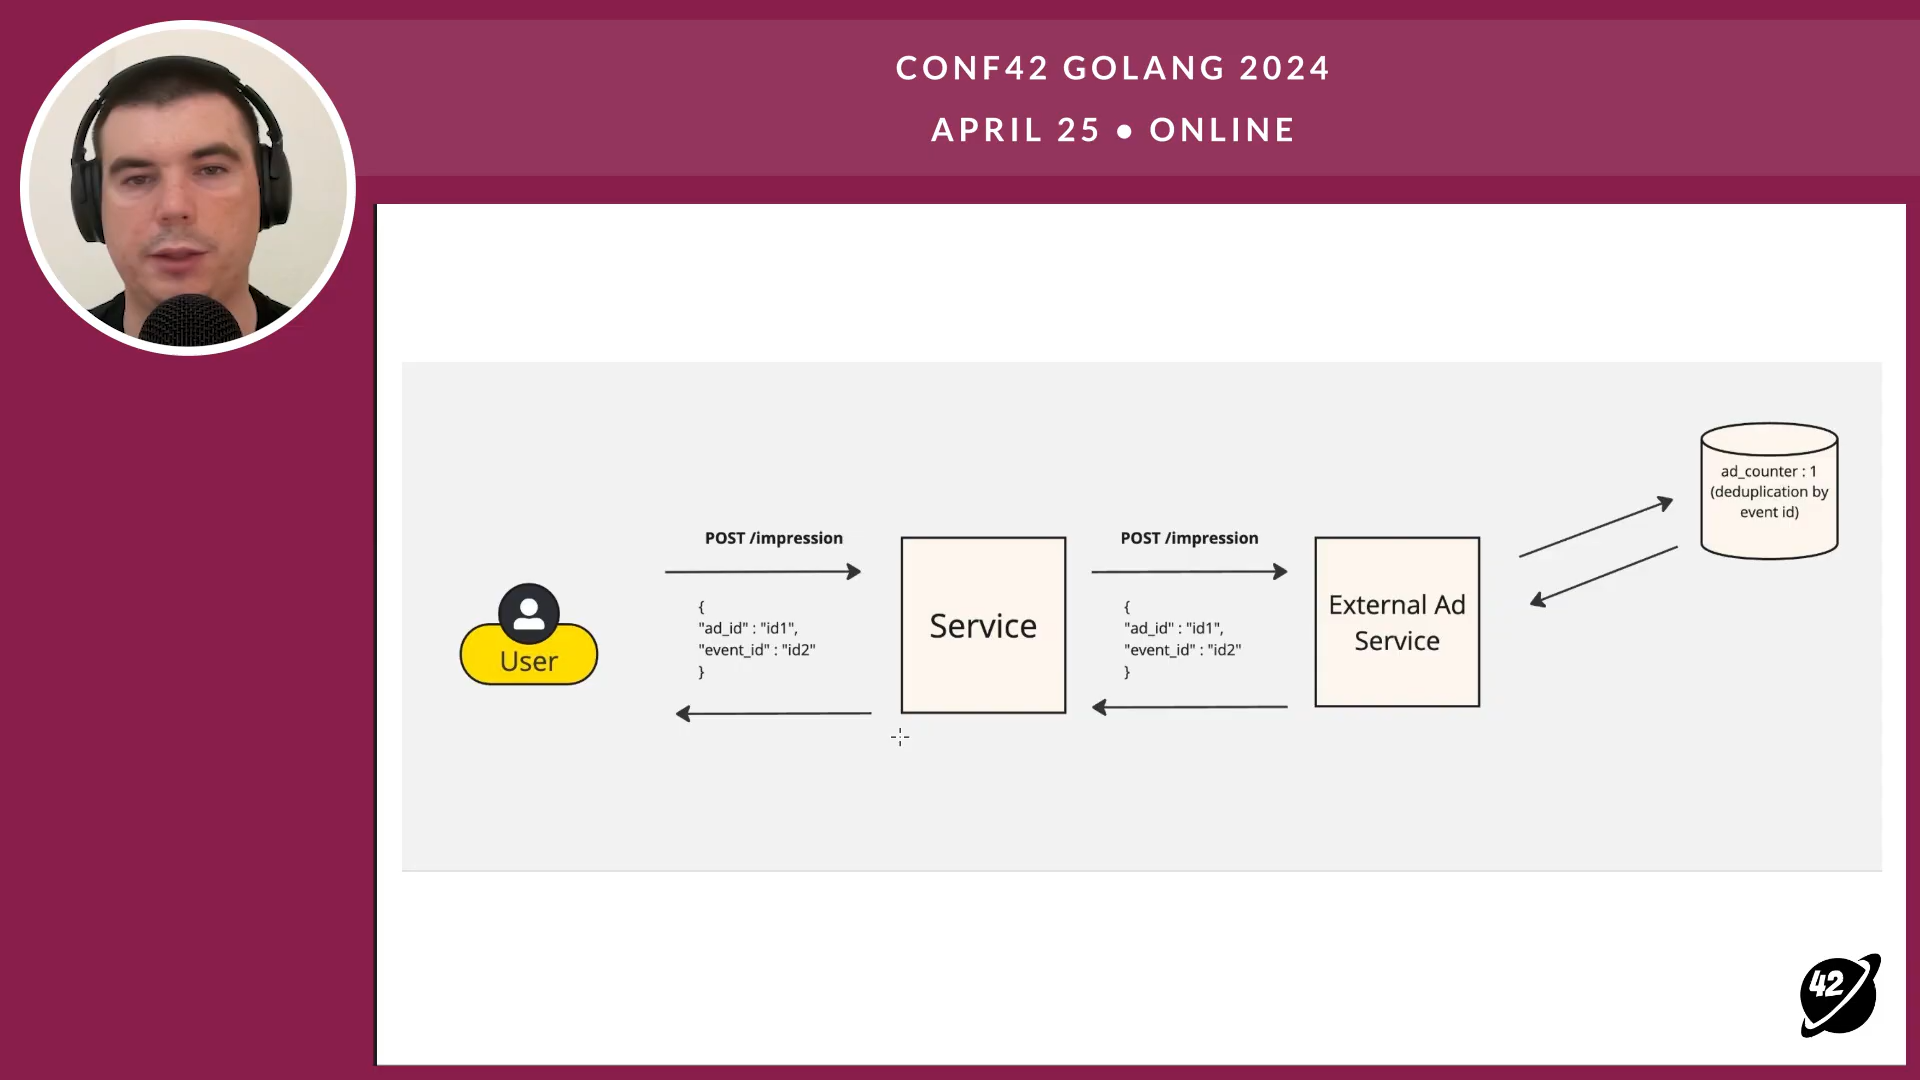 CONF42 GOLANG 2024
APRIL 25 • ONLINE
ad_counter : 1
(deduplication by
event id)
POST /impression
POST /impression
{
"ad_id" : "id1",
"event_id" : "id2"
}
{
"ad_id" : "id1",
"event_id" : "id2"
}
User
Service
External Ad
Service
42